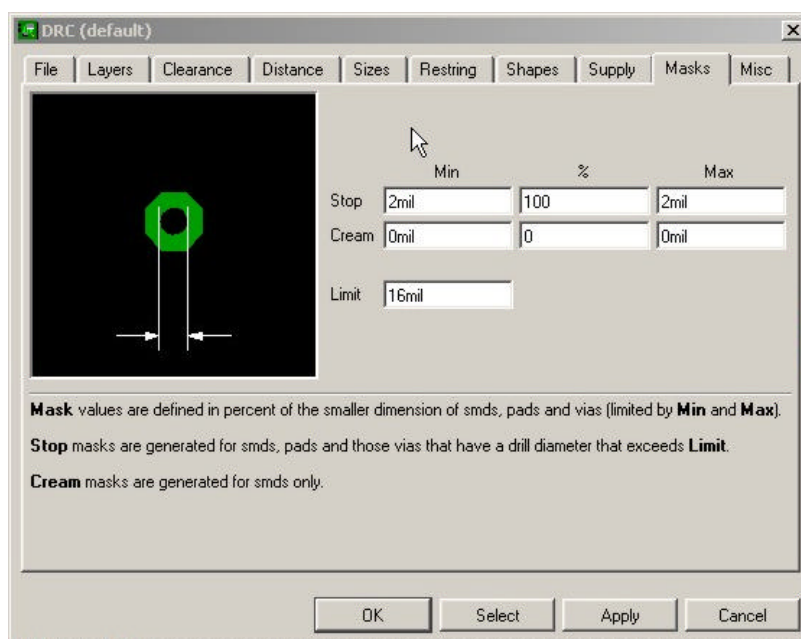 DRC (default)
File Layers Clearance Distance Sizes Restring Shapes Supply Masks Misc
Min % Max
Stop 2mil 100 2mil
Cream 0mil 0 0mil
Limit 16mil
Mask values are defined in percent of the smaller dimension of smds, pads and vias (limited by Min and Max).
Stop masks are generated for smds, pads and those vias that have a drill diameter that exceeds Limit.
Cream masks are generated for smds only.
OK Select Apply Cancel